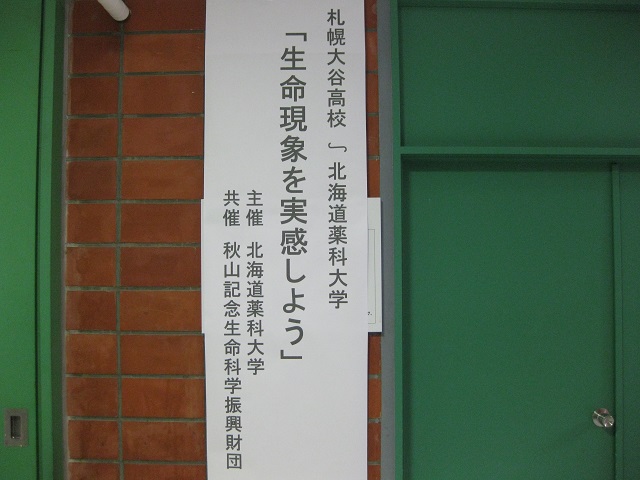 札幌大谷高校 〜 北海道薬科大学
「生命現象を実感しよう」
主催 北海道薬科大学
共催 秋山記念生命科学振興財団